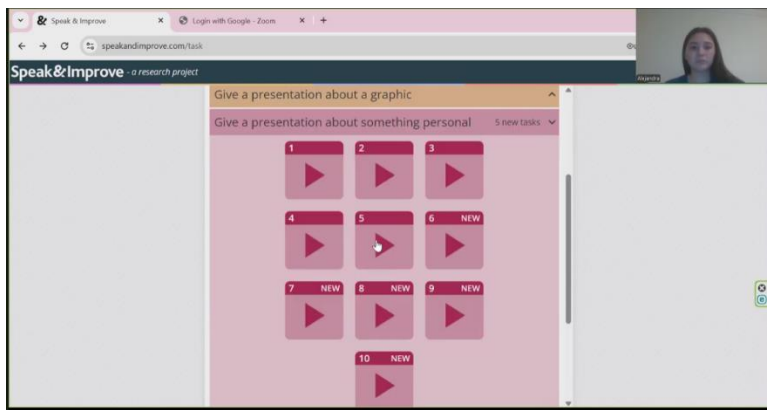 & Speak & Improve
Login with Google - Zoom
speakandimprove.com/task
Speak&Improve - a research project
Alejandra
Give a presentation about a graphic
Give a presentation about something personal 5 new tasks
1 2 3
4 5 6 NEW
7 NEW 8 NEW 9 NEW
10 NEW